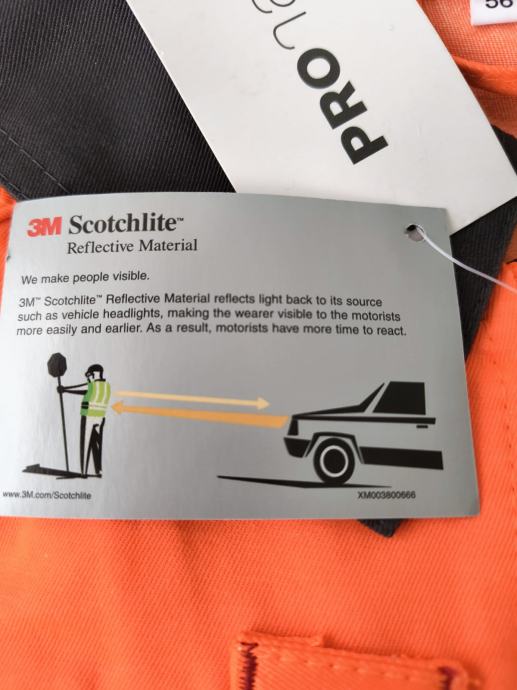 56
PRO
3M Scotchlite™
Reflective Material
We make people visible.
3M™ Scotchlite™ Reflective Material reflects light back to its source
such as vehicle headlights, making the wearer visible to the motorists
more easily and earlier. As a result, motorists have more time to react.
www.3M.com/Scotchlite
XM003800666